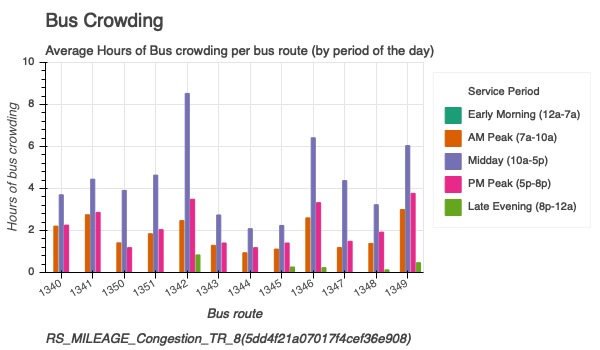 Bus Crowding
Average Hours of Bus crowding per bus route (by period of the day)
10
8
6
4
2
0
Hours of bus crowding
1340
1341
1350
1351
1342
1343
1344
1345
1346
1347
1348
1349
Bus route
Service Period
Early Morning (12a-7a)
AM Peak (7a-10a)
Midday (10a-5p)
PM Peak (5p-8p)
Late Evening (8p-12a)
RS_MILEAGE_Congestion_TR_8(5dd4f21a07017f4cef36e908)